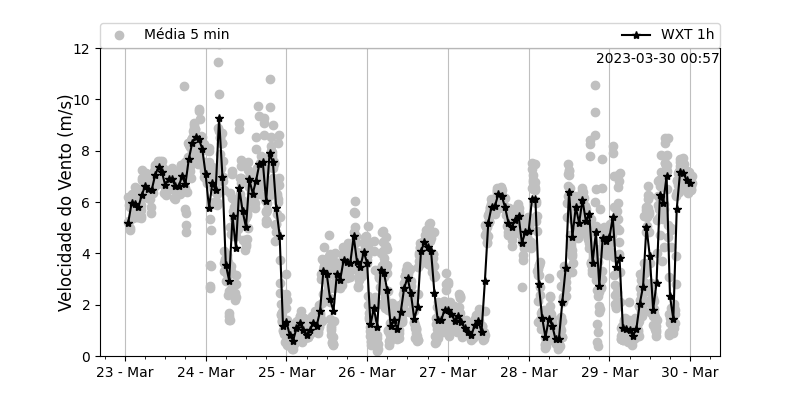 Média 5 min
WXT 1h
2023-03-30 00:57
Velocidade do Vento (m/s)
12
10
8
6
4
2
0
23 - Mar
24 - Mar
25 - Mar
26 - Mar
27 - Mar
28 - Mar
29 - Mar
30 - Mar